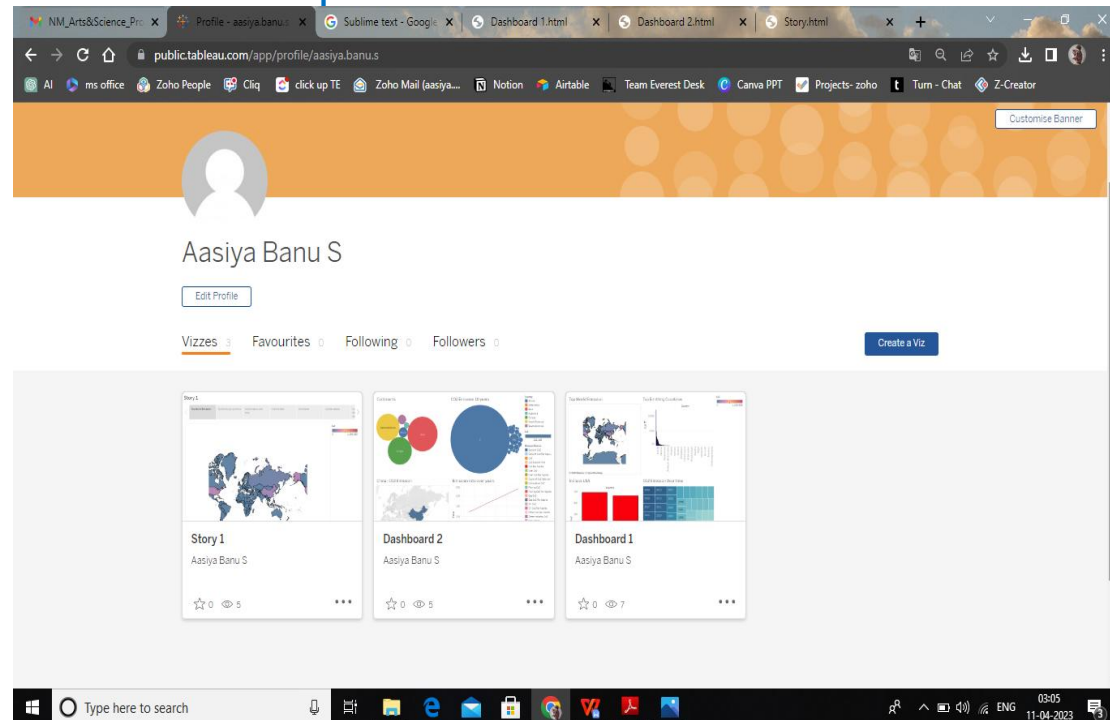 NM_Arts&Science_Pro
Profile - aasiya.banu.s
Sublime text - Google
Dashboard 1.html
Dashboard 2.html
Story.html
public.tableau.com/app/profile/aasiya.banu.s
AI
ms office
Zoho People
Cliq
click up TE
Zoho Mail (aasiya....
Notion
Airtable
Team Everest Desk
Canva PPT
Projects- zoho
Turn - Chat
Z-Creator
Customise Banner
Aasiya Banu S
Edit Profile
Vizzes 3 Favourites 0 Following 0 Followers 0
Create a Viz
Story 1
Story 1
Aasiya Banu S
0 5
Dashboard 2
Aasiya Banu S
0 5
Dashboard 1
Aasiya Banu S
0 7
Type here to search
ENG
03:05
11-04-2023